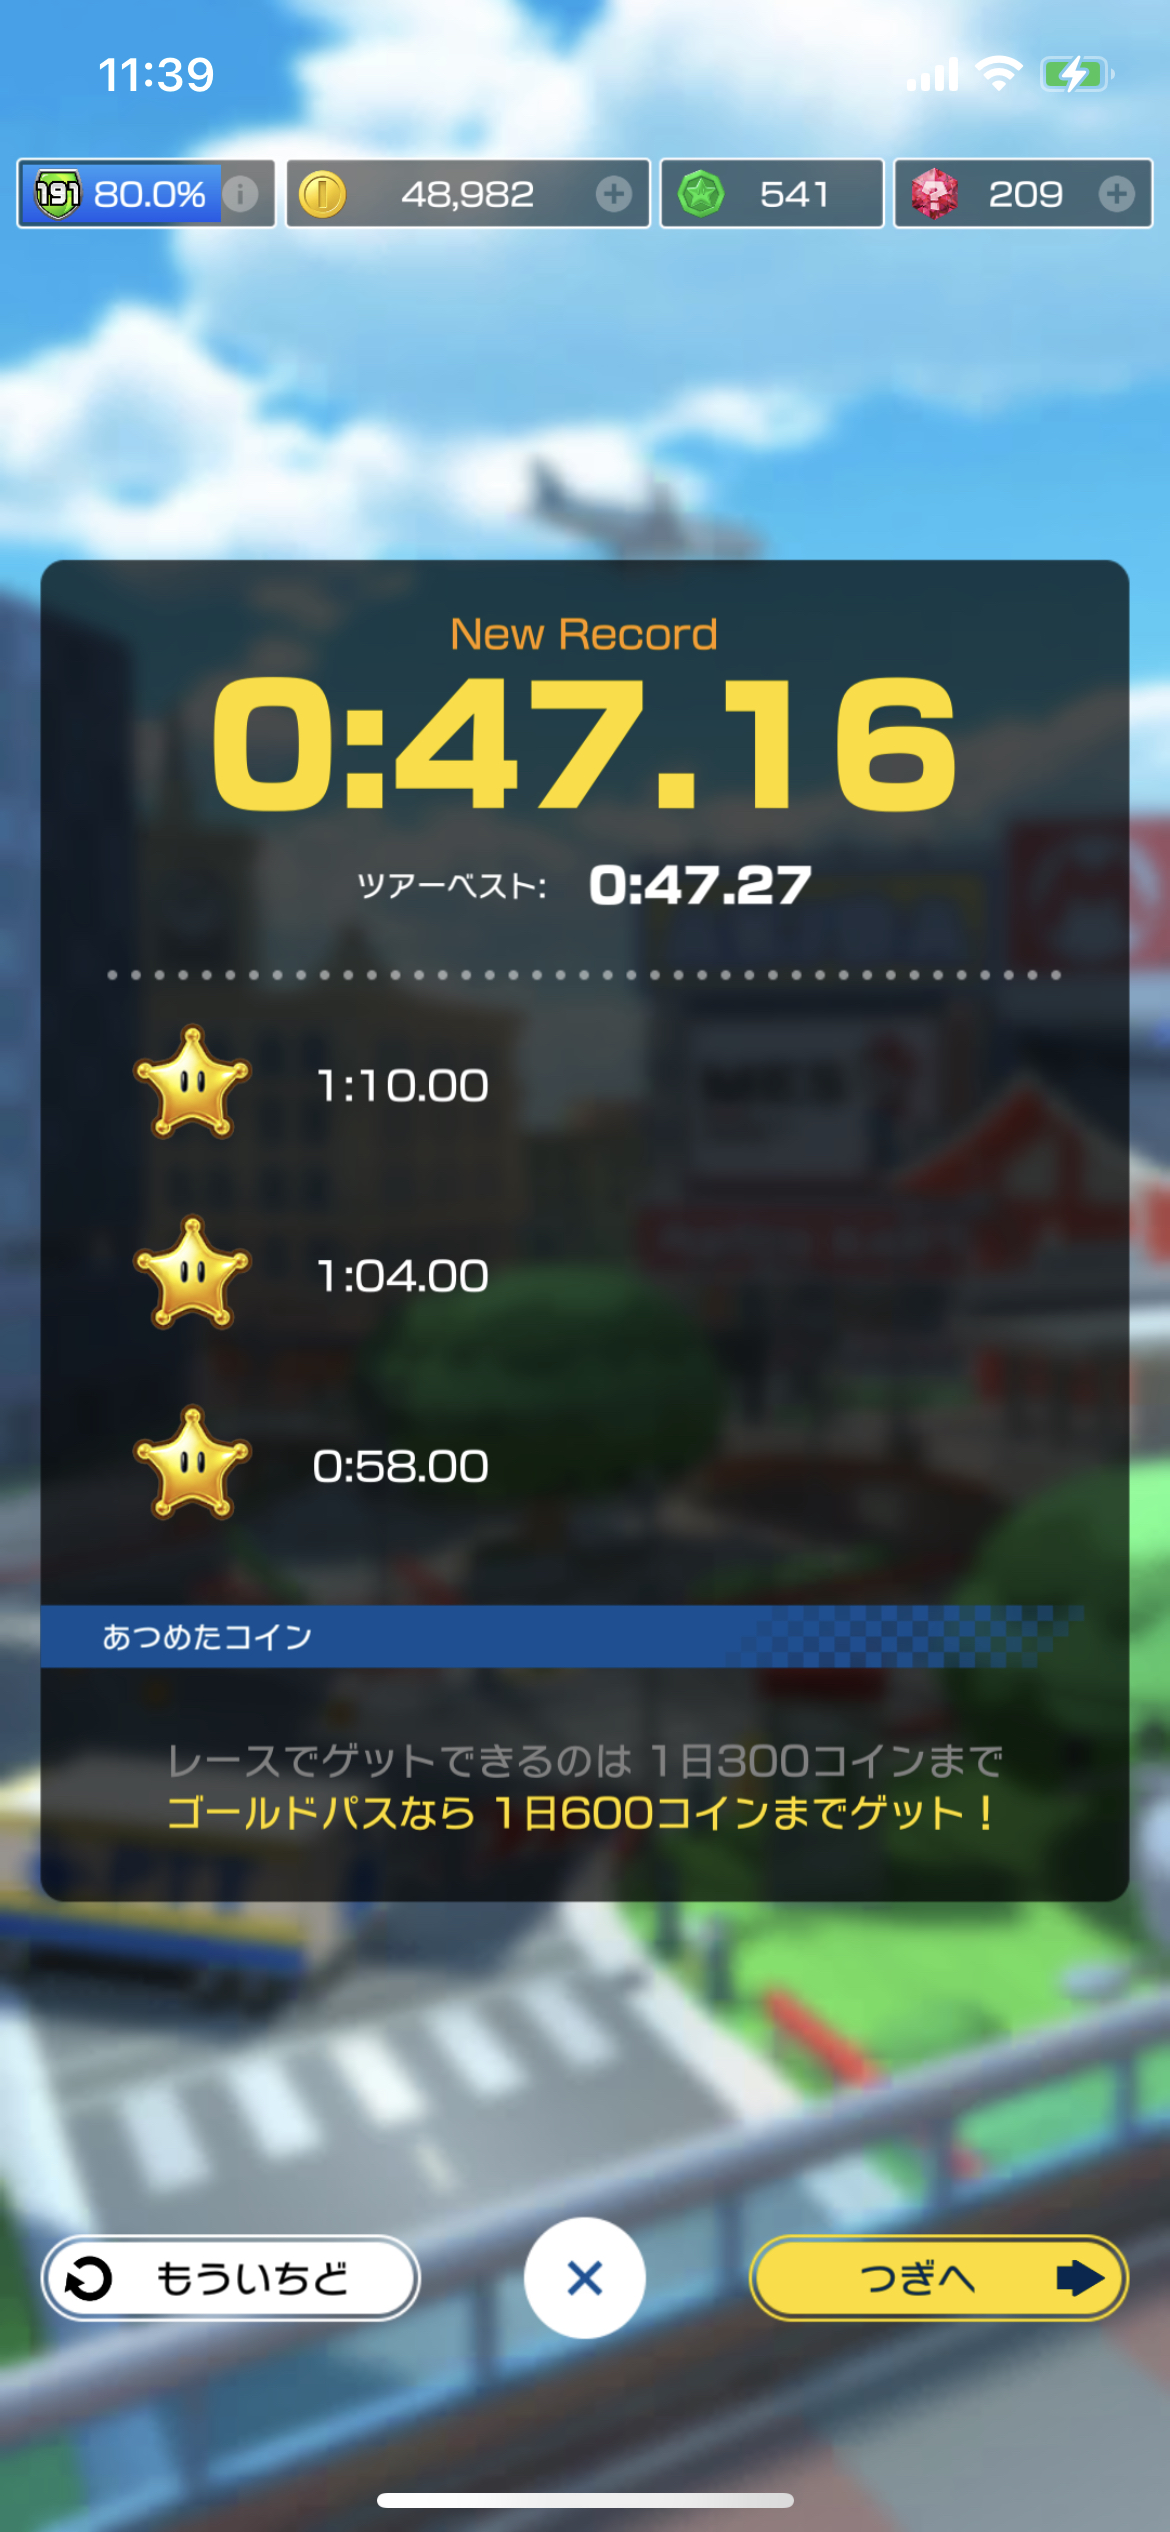 11:39
191 80.0% 48,982 541 209
New Record
0:47.16
ツアーベスト: 0:47.27
1:10.00
1:04.00
0:58.00
あつめたコイン
レースでゲットできるのは 1日300コインまで
ゴールドパスなら 1日600コインまでゲット！
もういちど
つぎへ